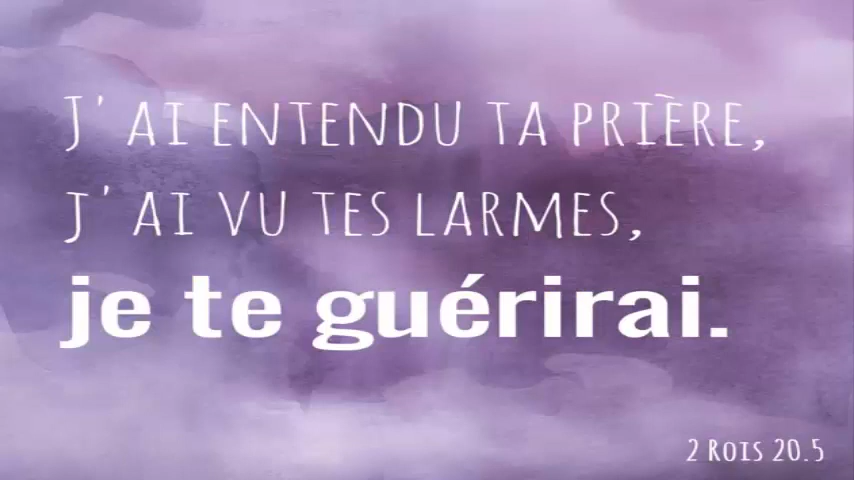 J'ai entendu ta prière,
j'ai vu tes larmes,
je te guérirai.
2 Rois 20.5